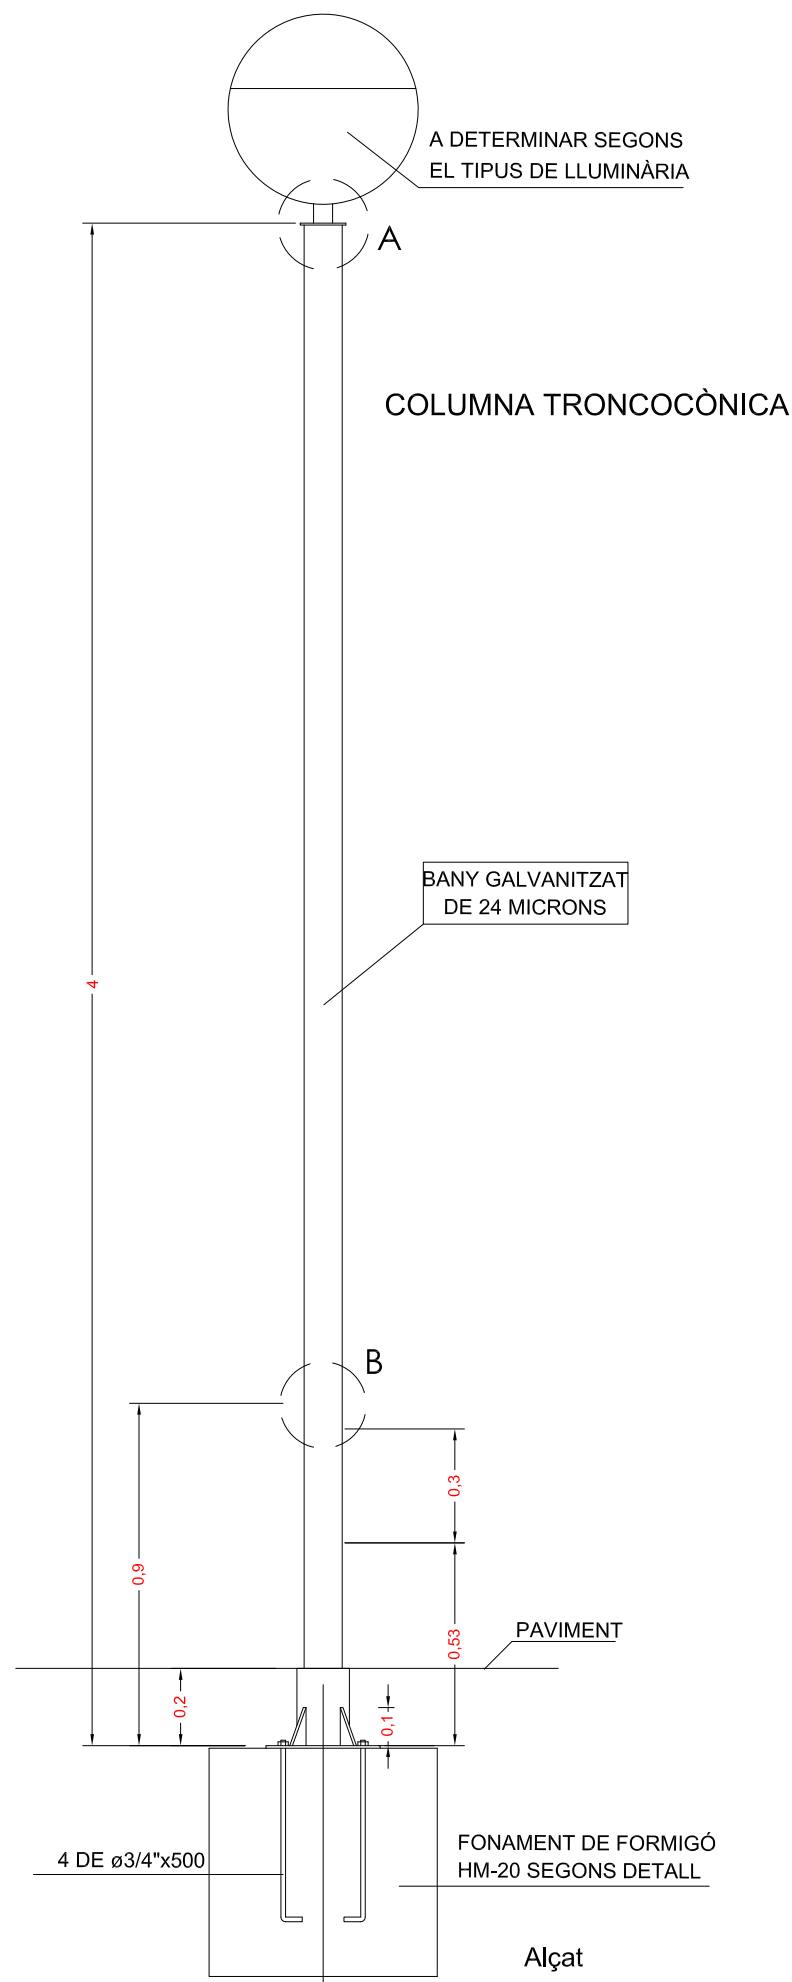 A DETERMINAR SEGONS
EL TIPUS DE LLUMINÀRIA
A
COLUMNA TRONCOCÒNICA
BANY GALVANITZAT
DE 24 MICRONS
4
B
0,3
0,9
0,53
PAVIMENT
0,2
0,1
4 DE ø3/4"x500
FONAMENT DE FORMIGÓ
HM-20 SEGONS DETALL
Alçat